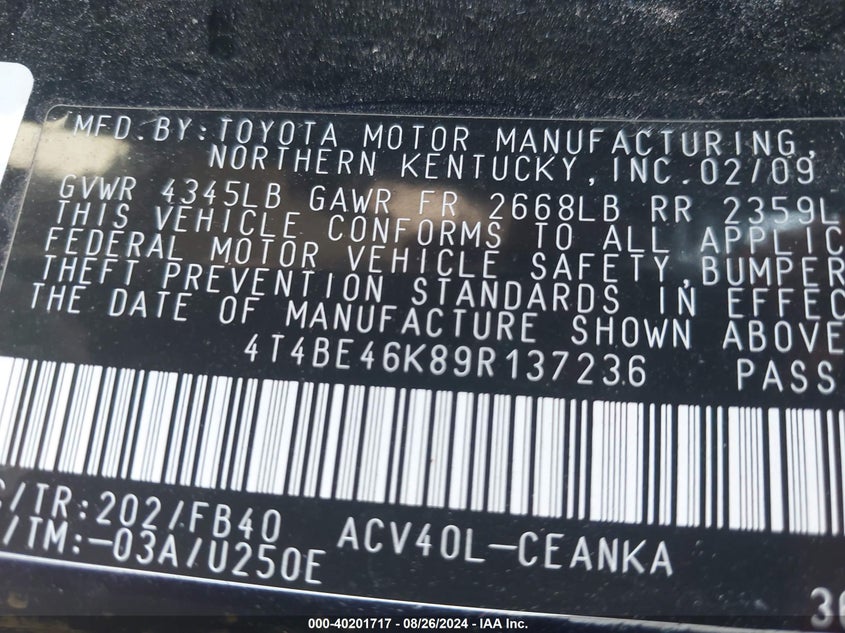 MFD. BY: TOYOTA MOTOR MANUFACTURING,
NORTHERN KENTUCKY, INC. 02/09
GVWR 4345LB GAWR FR 2668LB RR 2359L
THIS VEHICLE CONFORMS TO ALL APPLIC
FEDERAL MOTOR VEHICLE SAFETY, BUMPER
THEFT PREVENTION STANDARDS IN EFFEC
THE DATE OF MANUFACTURE SHOWN ABOVE
4T4BE46K89R137236 PASS
/TR:202/FB40 ACV40L-CEANKA
/TM:-03A/U250E
000-40201717 - 08/26/2024 - IAA Inc.